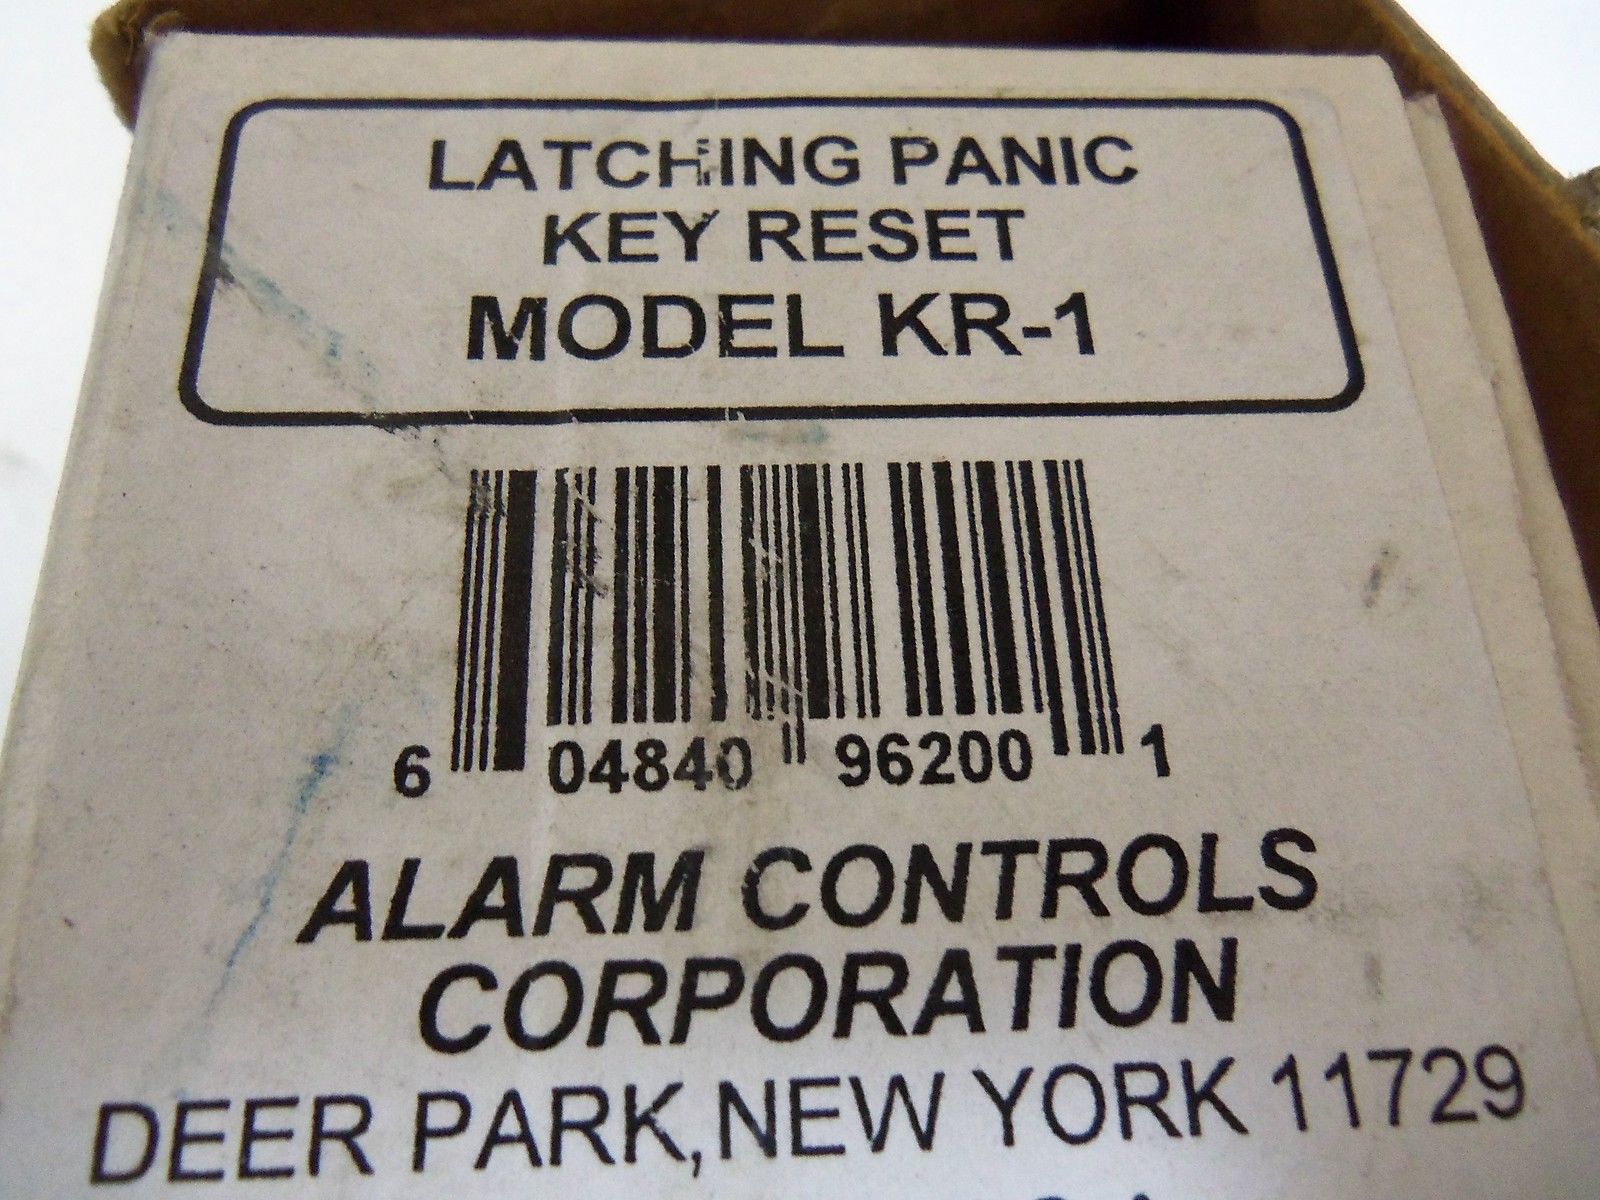 LATCHING PANIC
KEY RESET
MODEL KR-1
6 04840 96200 1
ALARM CONTROLS
CORPORATION
DEER PARK, NEW YORK 11729